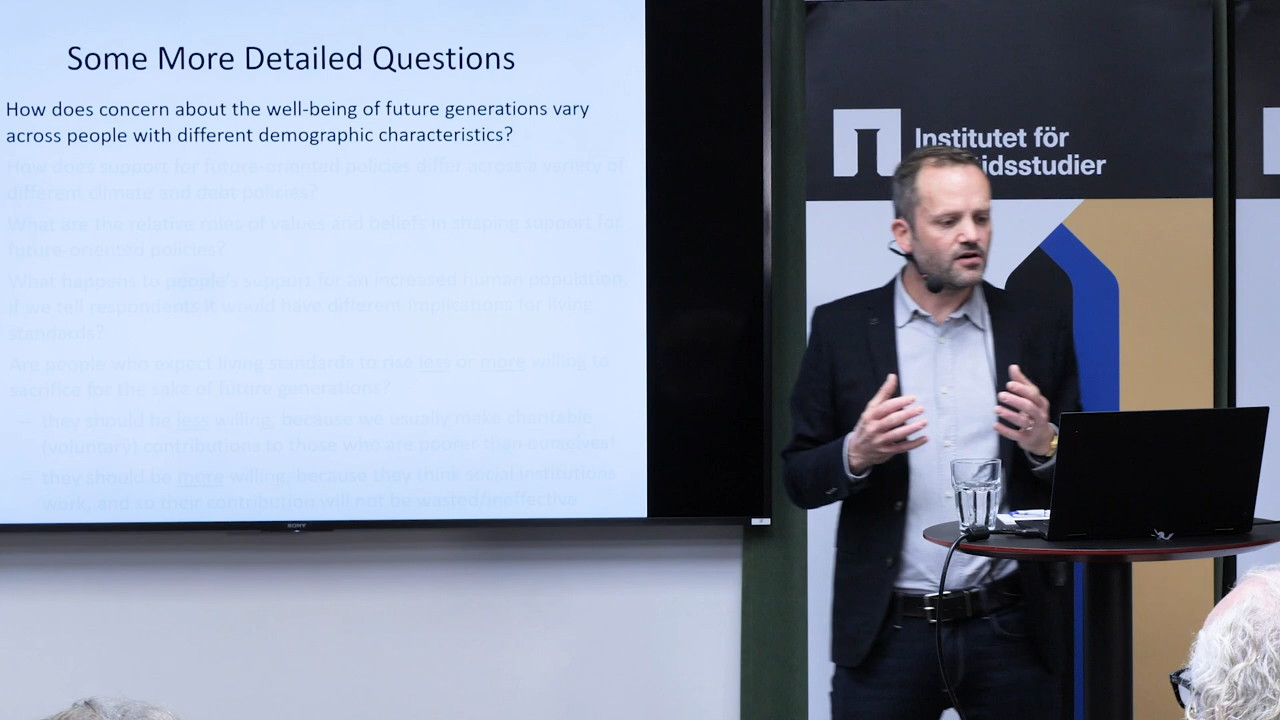 Some More Detailed Questions
How does concern about the well-being of future generations vary
across people with different demographic characteristics?
How does support for future-oriented policies differ across a variety of
different climate and debt policies?
What are the relative roles of values and beliefs in shaping support for
future-oriented policies?
What happens to people's support for an increased human population,
if we tell respondents it would have different implications for living
standards?
Are people who expect living standards to rise less or more willing to
sacrifice for the sake of future generations?
– they should be less willing, because we usually make charitable
(voluntary) contributions to those who are poorer than ourselves!
– they should be more willing, because they think social institutions
work, and so their contribution will not be wasted/ineffective
SONY
Institutet för
idsstudier